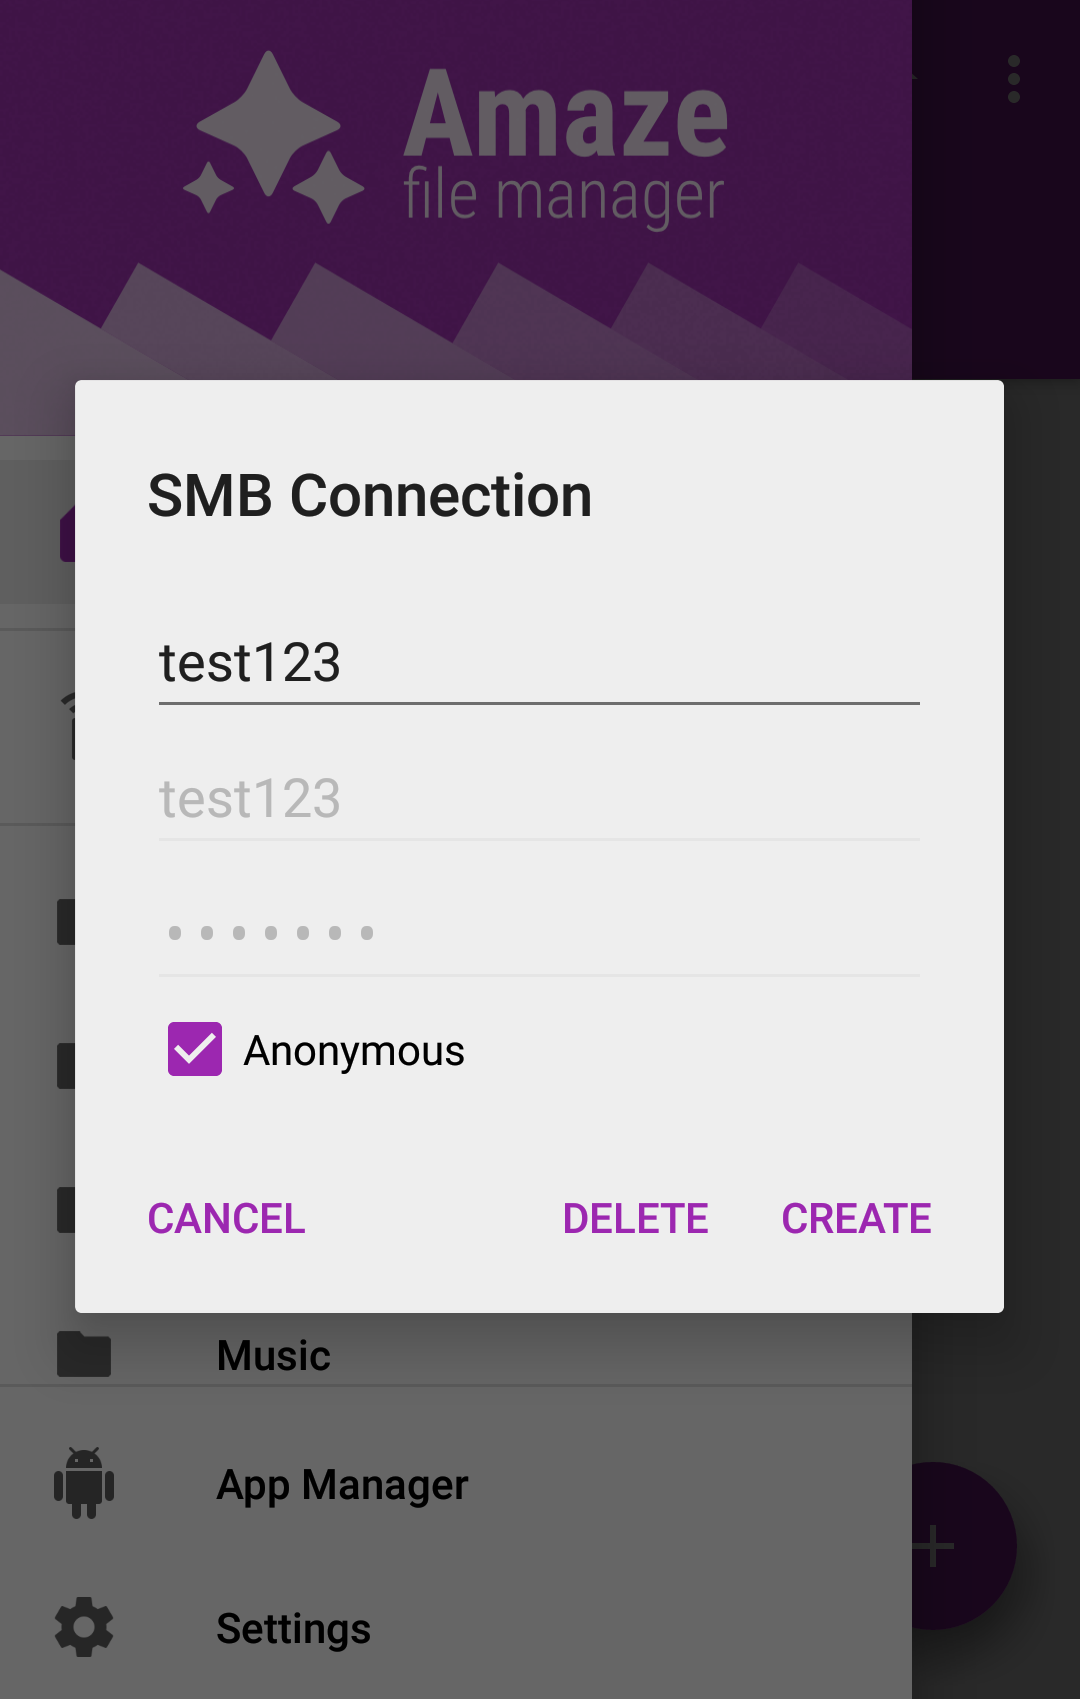 Amaze
file manager
SMB Connection
test123
test123
•••••••
Anonymous
CANCEL DELETE CREATE
Music
App Manager
Settings